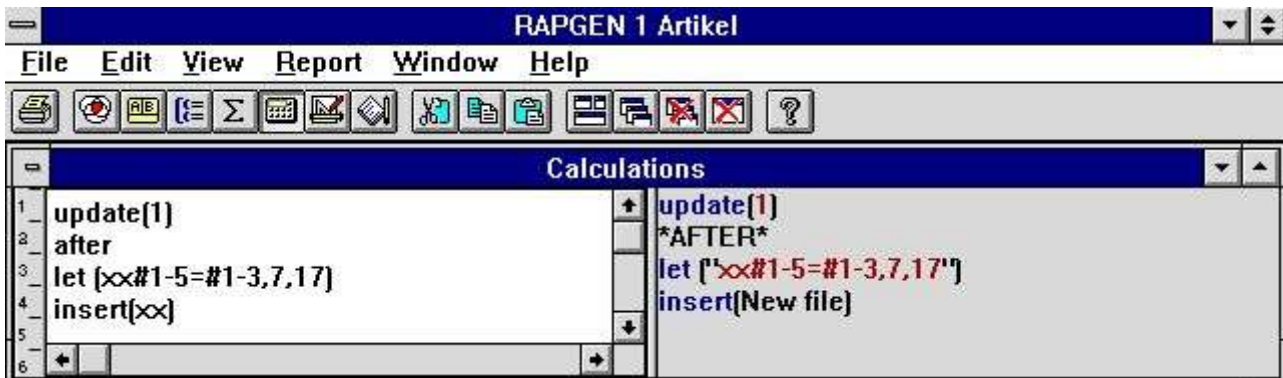 RAPGEN 1 Artikel
File Edit View Report Window Help
AB Σ ?
Calculations
1 update(1)
2 after
3 let (xx#1-5=#1-3,7,17)
4 insert(xx)
5
6
update(1)
*AFTER*
let ("xx#1-5=#1-3,7,17")
insert(New file)